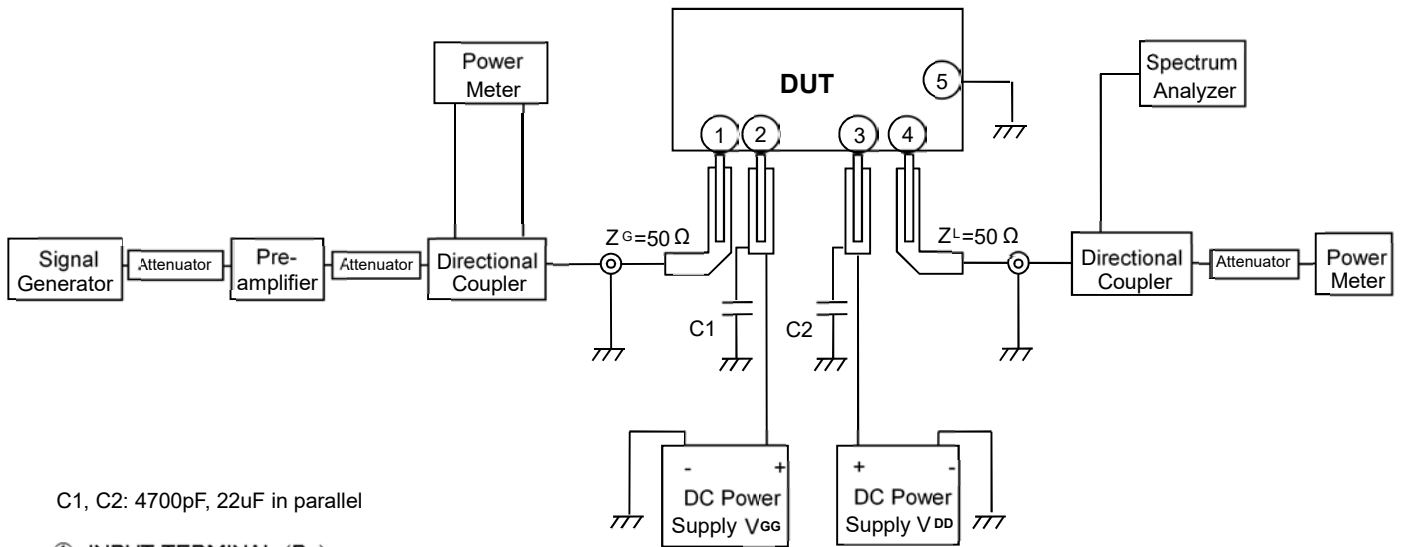 Power
Meter
DUT
5
1
2
3
4
Spectrum
Analyzer
Signal
Generator
Attenuator
Pre-
amplifier
Attenuator
Directional
Coupler
ZG=50 Ω
ZL=50 Ω
Directional
Coupler
Attenuator
Power
Meter
C1
C2
- +
DC Power
Supply VGG
+ -
DC Power
Supply VDD
C1, C2: 4700pF, 22uF in parallel